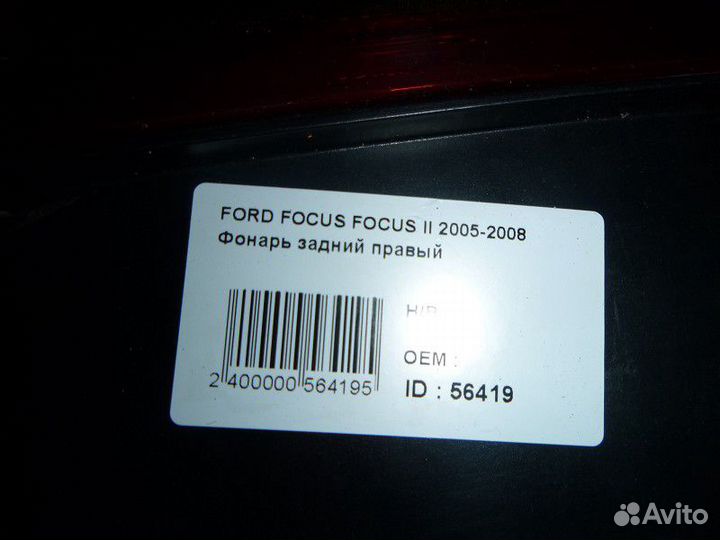 FORD FOCUS FOCUS II 2005-2008
Фонарь задний правый
OEM :
ID : 56419
2 400000 564195
Avito